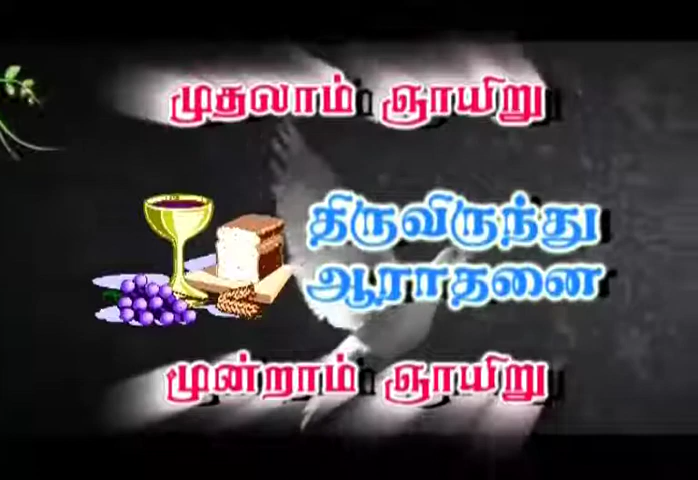 முதலாம் ஞாயிறு
திருவிருந்து
ஆராதனை
மூன்றாம் ஞாயிறு